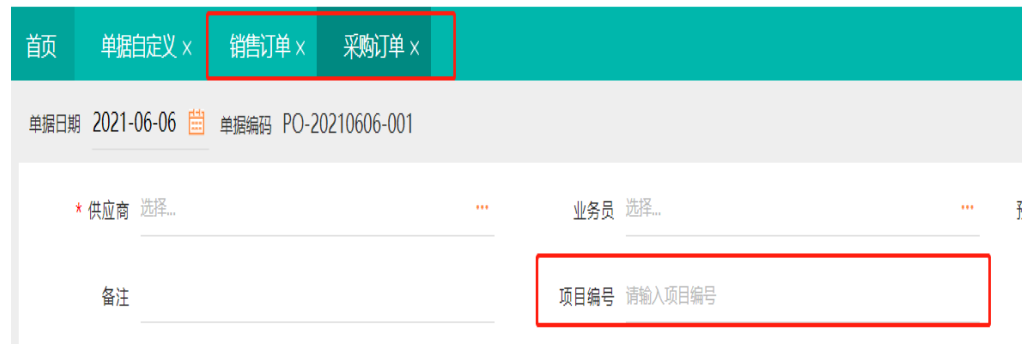 首页 单据自定义 × 销售订单 × 采购订单 ×
单据日期 2021-06-06 单据编码 PO-20210606-001
* 供应商 选择... ... 业务员 选择... ...
备注 项目编号 请输入项目编号